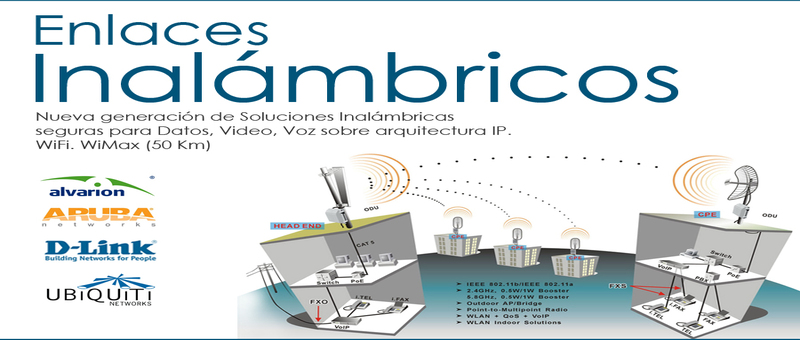 Enlaces
Inalámbricos
Nueva generación de Soluciones Inalámbricas
seguras para Datos, Video, Voz sobre arquitectura IP.
WiFi. WiMax (50 Km)
alvarion
ARUBA
networks
D-Link
Building Networks for People
UBiQUiTi
NETWORKS
HEAD END
ODU
CAT 5
Switch
PoE
FXO
I.TEL
I.FAX
VoIP
CPE
CPE
CPE
IEEE 802.11b/IEEE 802.11a
2.4GHz, 0.5W/1W Booster
5.8GHz, 0.5W/1W Booster
Outdoor AP/Bridge
Point-to-Multipoint Radio
WLAN + QoS + VoIP
WLAN Indoor Solutions
CPE
ODU
Switch
VoIP
PoE
PBX
FXS
I.TEL
I.FAX
I.TEL
FAX